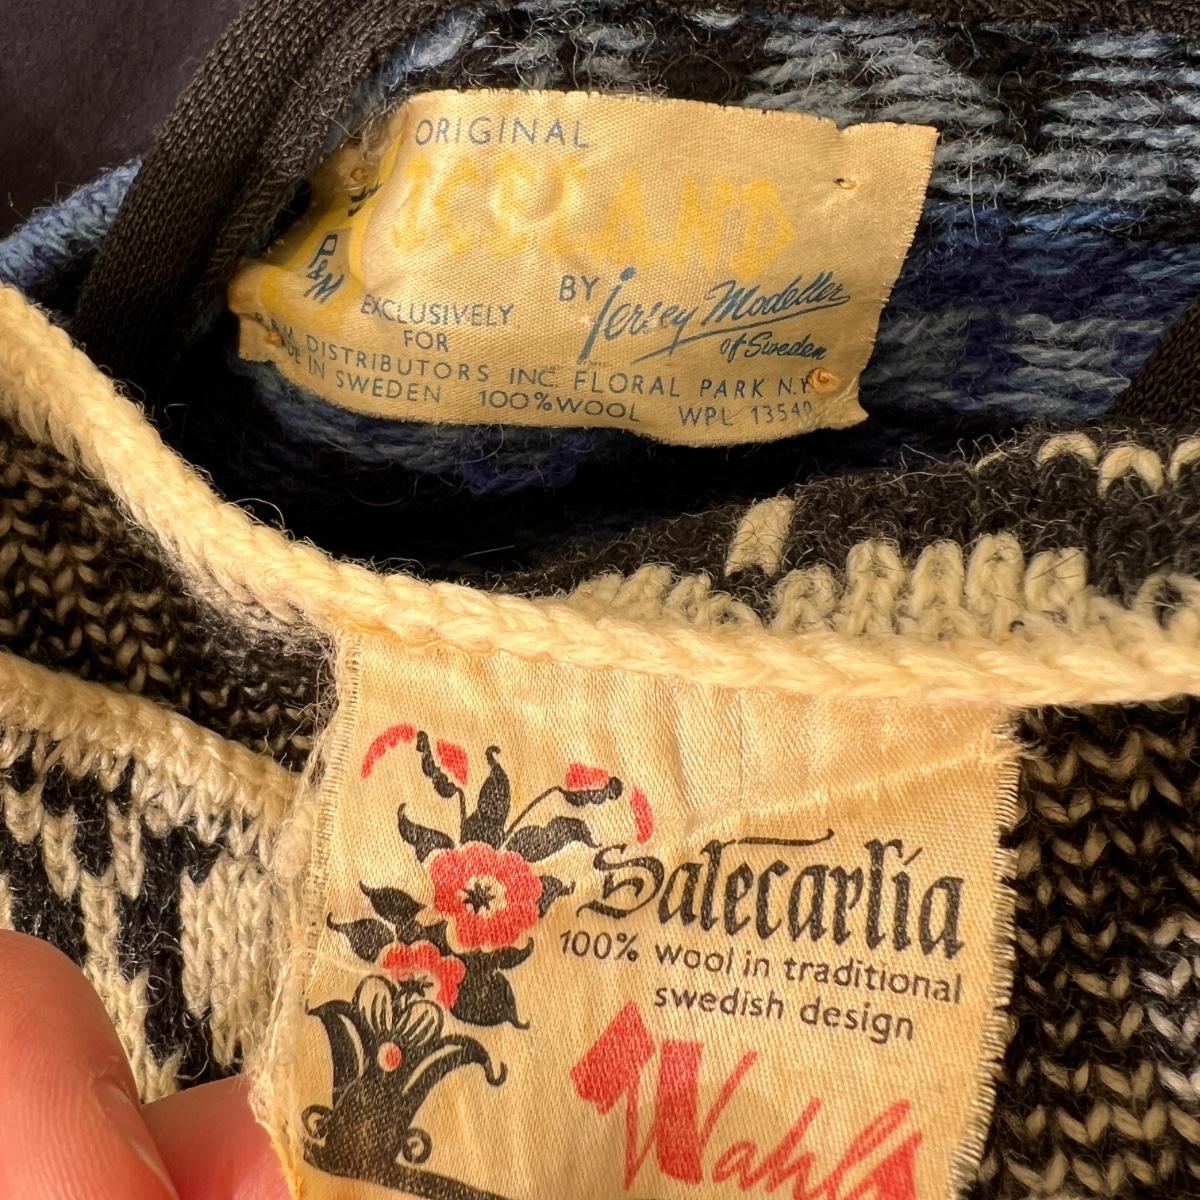 ORIGINAL
ICELAND
P&M
BY Jersey Modeller
of Sweden
EXCLUSIVELY
FOR
DISTRIBUTORS INC. FLORAL PARK N.Y.
IN SWEDEN 100% WOOL WPL 13540
Dalecarlia
100% wool in traditional
swedish design
Wahls